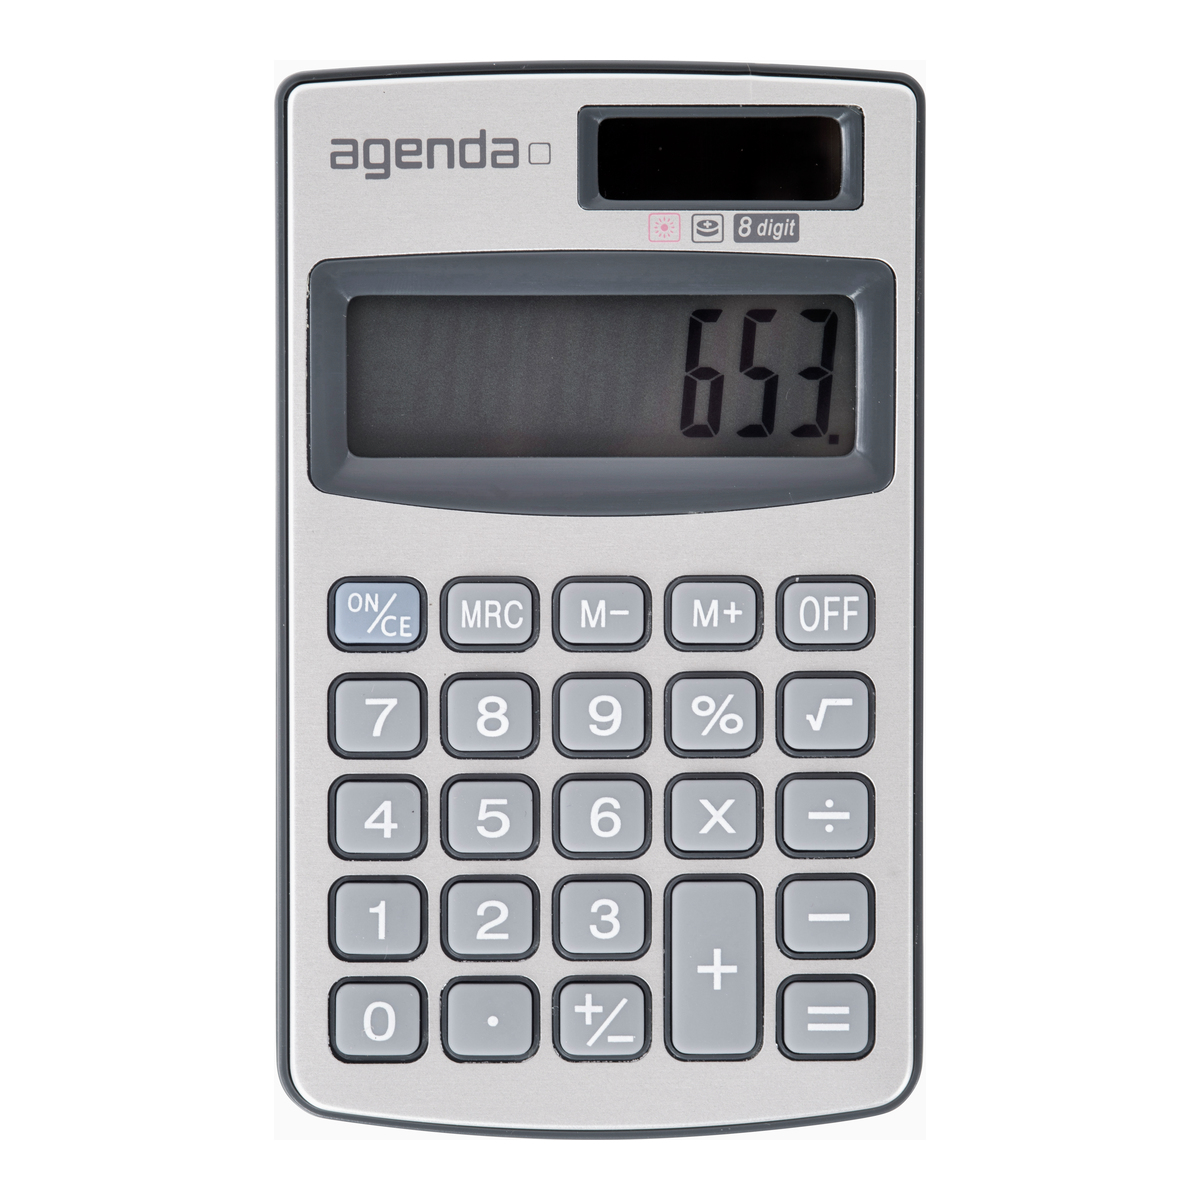 agenda
8 digit
653.
ON/CE MRC M− M+ OFF
7 8 9 % √
4 5 6 X ÷
1 2 3 −
0 . +/− + =